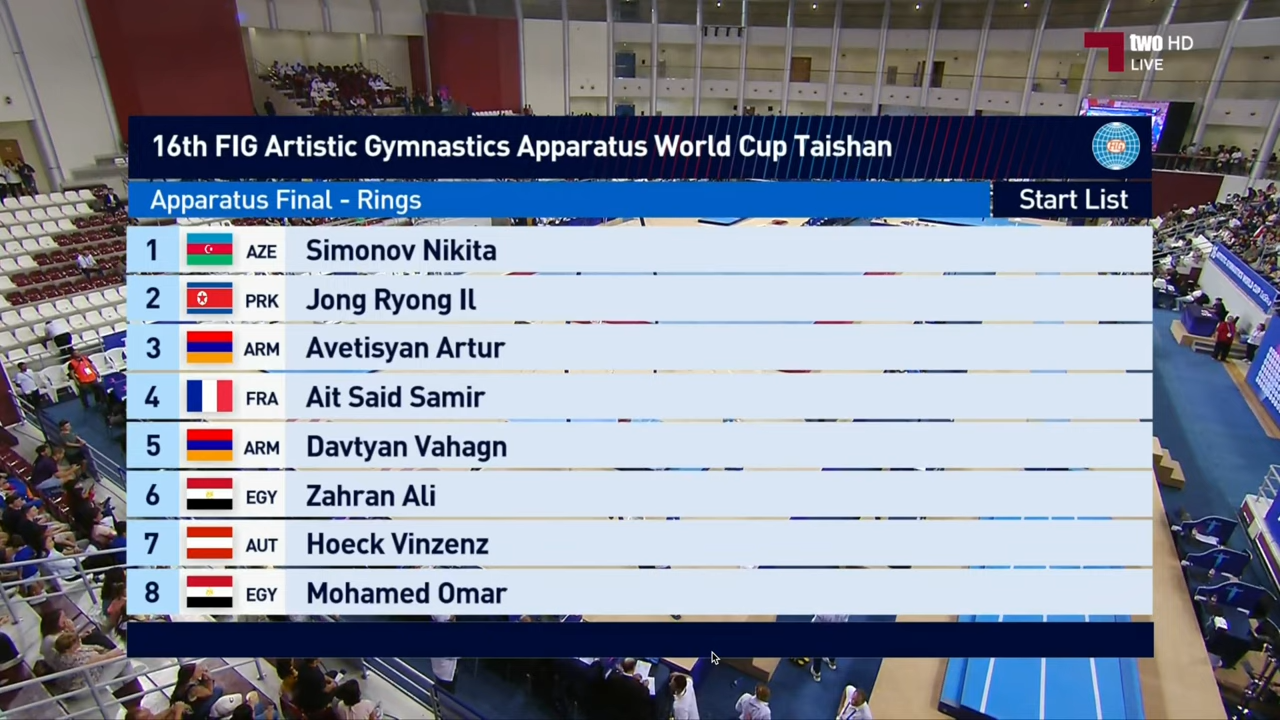 two HD
LIVE
16th FIG Artistic Gymnastics Apparatus World Cup Taishan
FIG
Apparatus Final - Rings
Start List
1 AZE Simonov Nikita
2 PRK Jong Ryong Il
3 ARM Avetisyan Artur
4 FRA Ait Said Samir
5 ARM Davtyan Vahagn
6 EGY Zahran Ali
7 AUT Hoeck Vinzenz
8 EGY Mohamed Omar